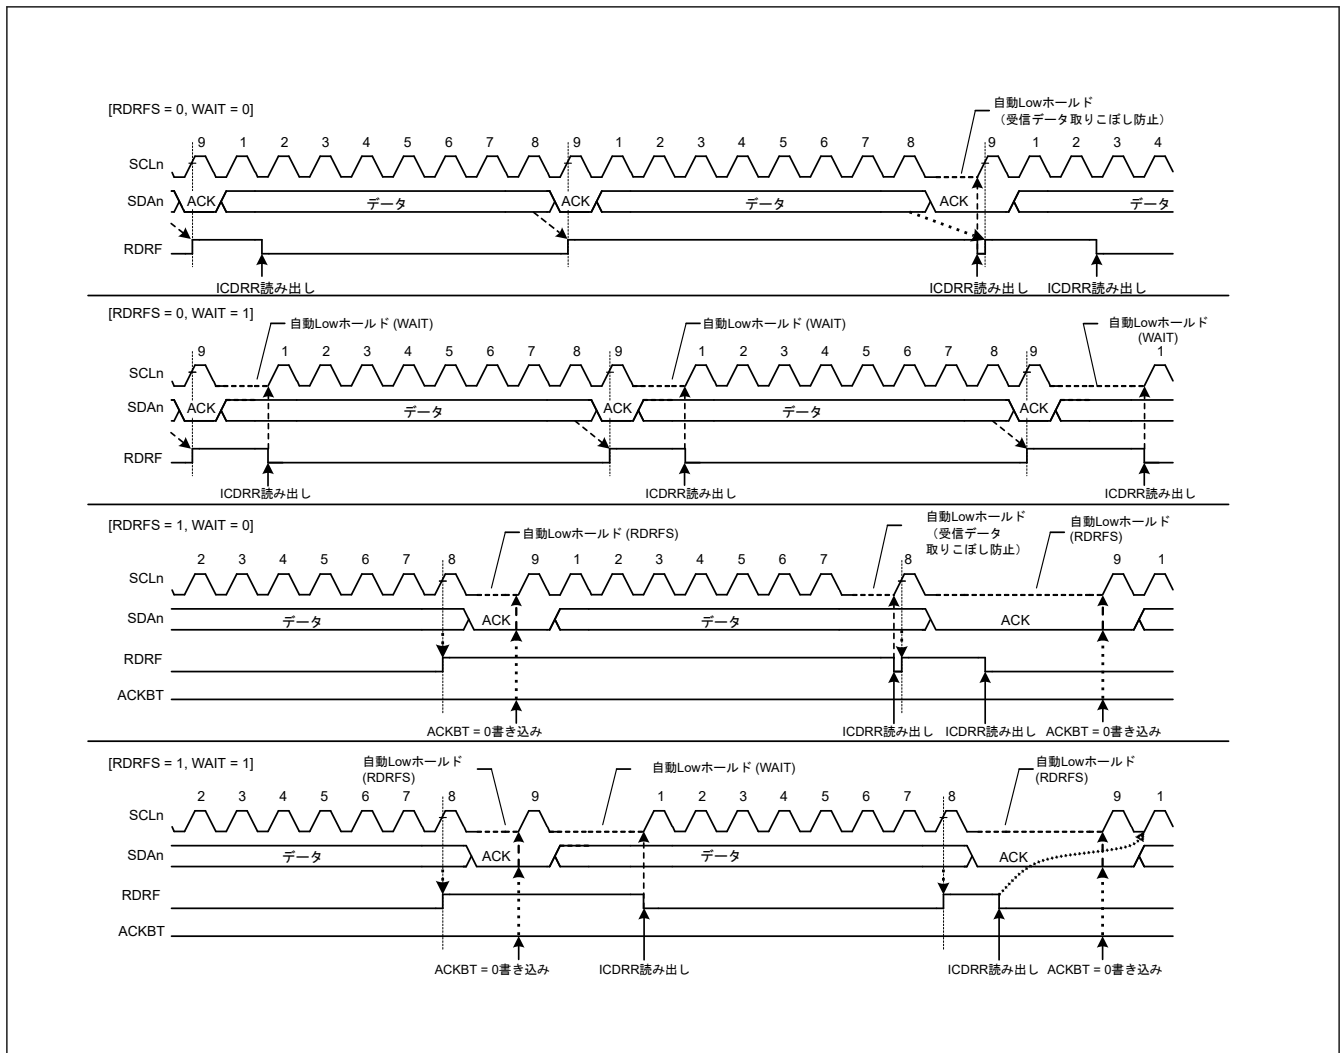 [RDRFS = 0, WAIT = 0]
自動Lowホールド
（受信データ取りこぼし防止）
9 1 2 3 4 5 6 7 8 9 1 2 3 4 5 6 7 8 9 1 2 3 4
SCLn
SDAn ACK データ ACK データ ACK データ
RDRF
ICDRR読み出し ICDRR読み出し ICDRR読み出し
[RDRFS = 0, WAIT = 1]
自動Lowホールド (WAIT) 自動Lowホールド (WAIT) 自動Lowホールド
(WAIT)
9 1 2 3 4 5 6 7 8 9 1 2 3 4 5 6 7 8 9 1
SCLn
SDAn ACK データ ACK データ ACK
RDRF
ICDRR読み出し ICDRR読み出し ICDRR読み出し
[RDRFS = 1, WAIT = 0]
自動Lowホールド (RDRFS)
自動Lowホールド
（受信データ
取りこぼし防止）
自動Lowホールド
(RDRFS)
2 3 4 5 6 7 8 9 1 2 3 4 5 6 7 8 9 1
SCLn
SDAn データ ACK データ ACK
RDRF
ACKBT
ACKBT = 0書き込み ICDRR読み出し ICDRR読み出し ACKBT = 0書き込み
[RDRFS = 1, WAIT = 1]
自動Lowホールド
(RDRFS)
自動Lowホールド (WAIT)
自動Lowホールド
(RDRFS)
2 3 4 5 6 7 8 9 1 2 3 4 5 6 7 8 9 1
SCLn
SDAn データ ACK データ ACK
RDRF
ACKBT
ACKBT = 0書き込み ICDRR読み出し ICDRR読み出し ACKBT = 0書き込み